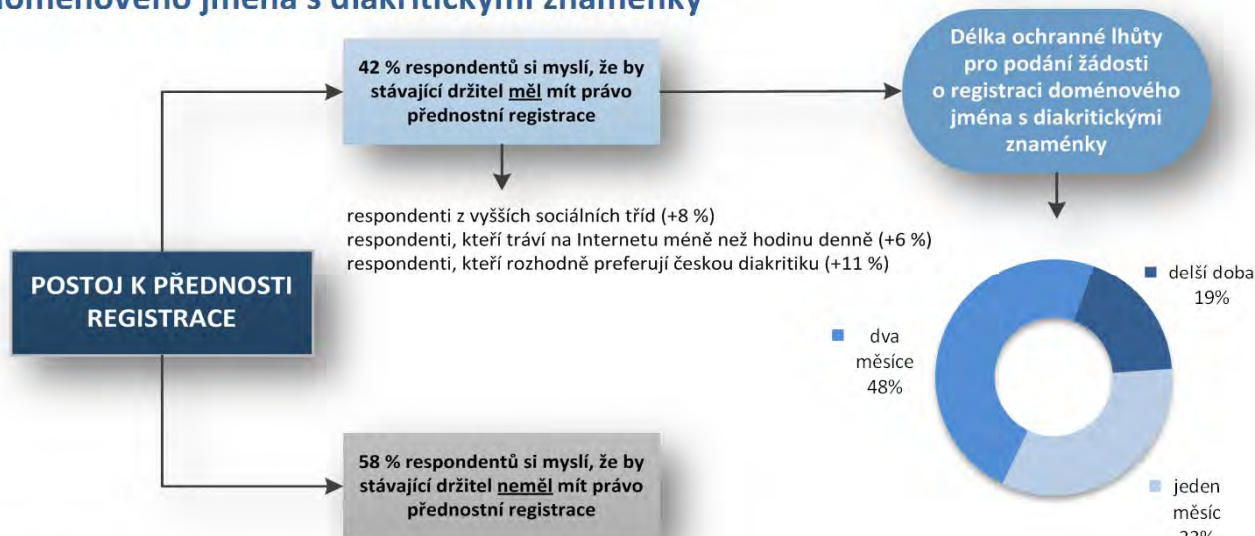 doménového jména s diakritickými znaménky
42 % respondentů si myslí, že by
stávající držitel měl mít právo
přednostní registrace
Délka ochranné lhůty
pro podání žádosti
o registraci doménového
jména s diakritickými
znaménky
respondenti z vyšších sociálních tříd (+8 %)
respondenti, kteří tráví na Internetu méně než hodinu denně (+6 %)
respondenti, kteří rozhodně preferují českou diakritiku (+11 %)
POSTOJ K PŘEDNOSTI
REGISTRACE
delší doba
19%
dva
měsíce
48%
58 % respondentů si myslí, že by
stávající držitel neměl mít právo
přednostní registrace
jeden
měsíc